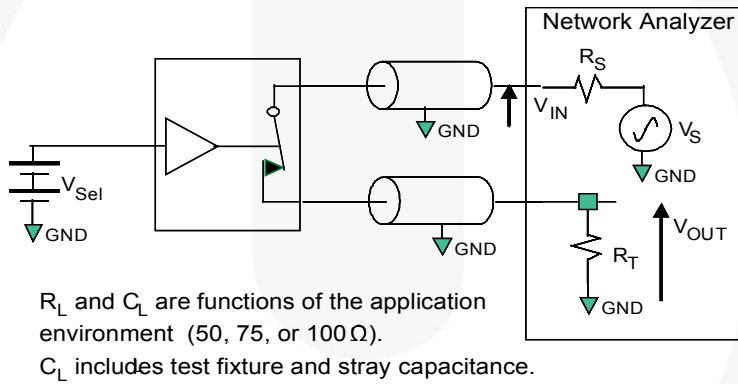 Network Analyzer
R_S
V_IN
GND
V_S
GND
V_Sel
GND
GND
V_OUT
R_T
GND
R_L and C_L are functions of the application
environment (50, 75, or 100Ω).
C_L includes test fixture and stray capacitance.